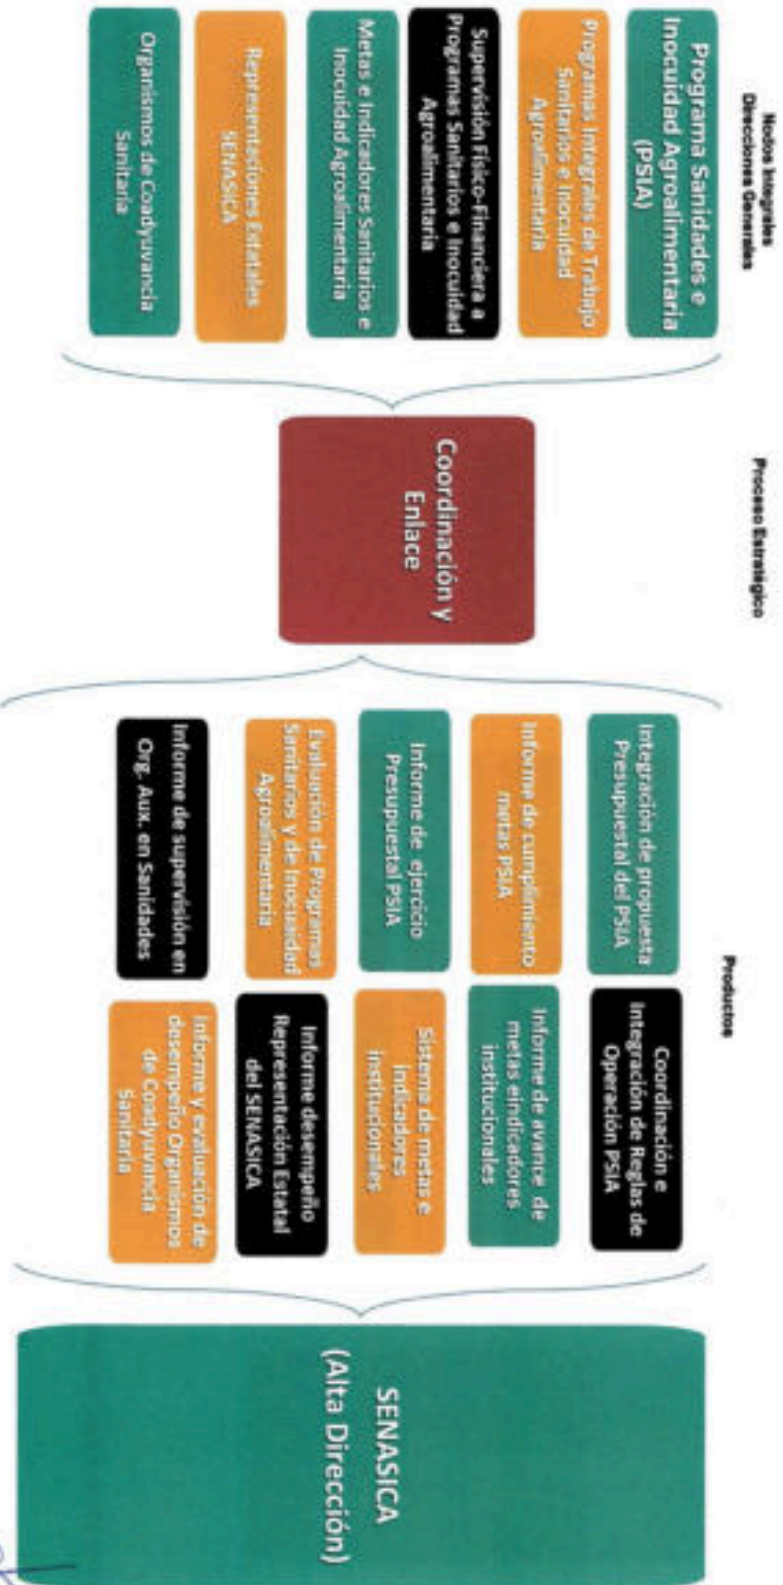 Nodos Integrales
Direcciones Generales
Programa Sanidades e
Inocuidad Agroalimentaria
(PSIA)
Programas Integrales de Trabajo
Sanitarios e Inocuidad
Agroalimentaria
Supervisión Físico-Financiera a
Programas Sanitarios e Inocuidad
Agroalimentaria
Metas e Indicadores Sanitarios e
Inocuidad Agroalimentaria
Representaciones Estatales
SENASICA
Organismos de Coadyuvancia
Sanitaria
Proceso Estratégico
Coordinación y
Enlace
Productos
Integración de propuesta
Presupuestal del PSIA
Informe de cumplimiento
metas PSIA
Informe de ejercicio
Presupuestal PSIA
Evaluación de Programas
Sanitarios y de Inocuidad
Agroalimentaria
Informe de supervisión en
Org. Aux. en Sanidades
Coordinación e
Integración de Reglas de
Operación PSIA
Informe de avance de
metas eindicadores
institucionales
Sistema de metas e
indicadores
institucionales
Informe desempeño
Representación Estatal
del SENASICA
Informe y evaluación de
desempeño Organismos
de Coadyuvancia
Sanitaria
SENASICA
(Alta Dirección)